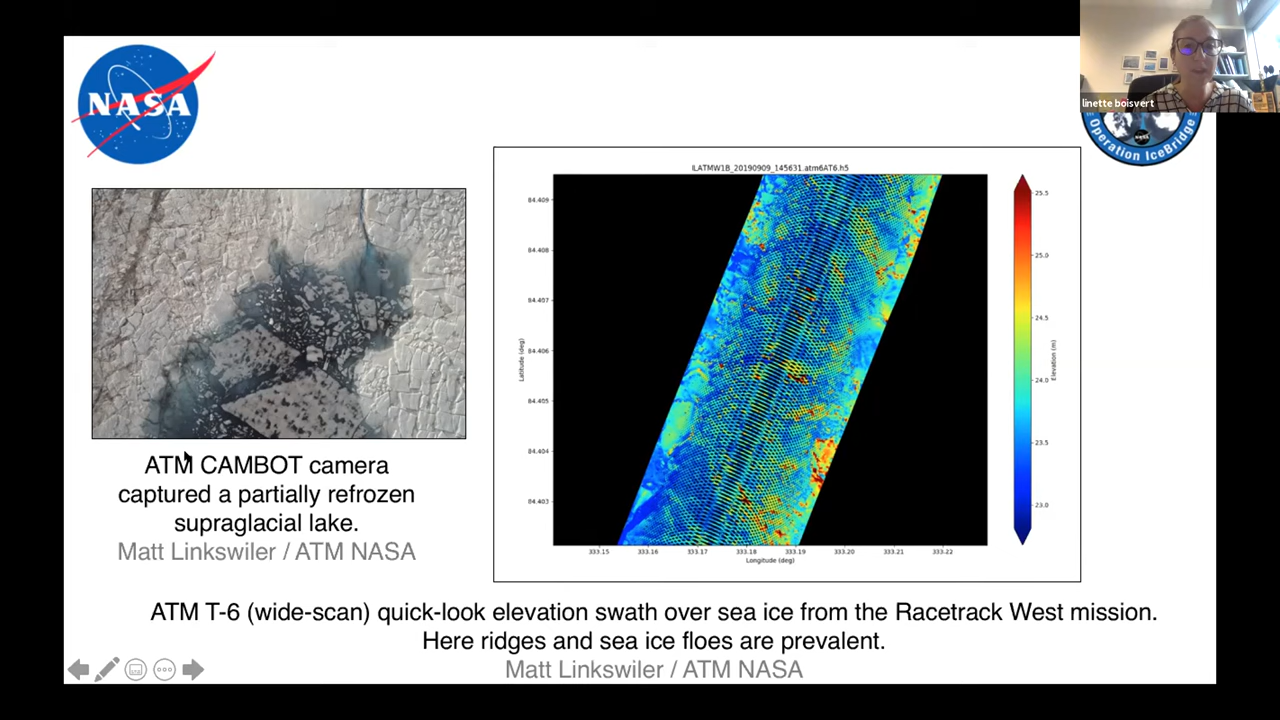 NASA
linette boisvert
Operation IceBridge
NASA
ILATMW1B_20190909_145631.atm6AT6.h5
84.409
84.408
84.407
84.406
84.405
84.404
84.403
Latitude (deg)
333.15 333.16 333.17 333.18 333.19 333.20 333.21 333.22
Longitude (deg)
25.5
25.0
24.5
24.0
23.5
23.0
Elevation (m)
ATM CAMBOT camera
captured a partially refrozen
supraglacial lake.
Matt Linkswiler / ATM NASA
ATM T-6 (wide-scan) quick-look elevation swath over sea ice from the Racetrack West mission.
Here ridges and sea ice floes are prevalent.
Matt Linkswiler / ATM NASA